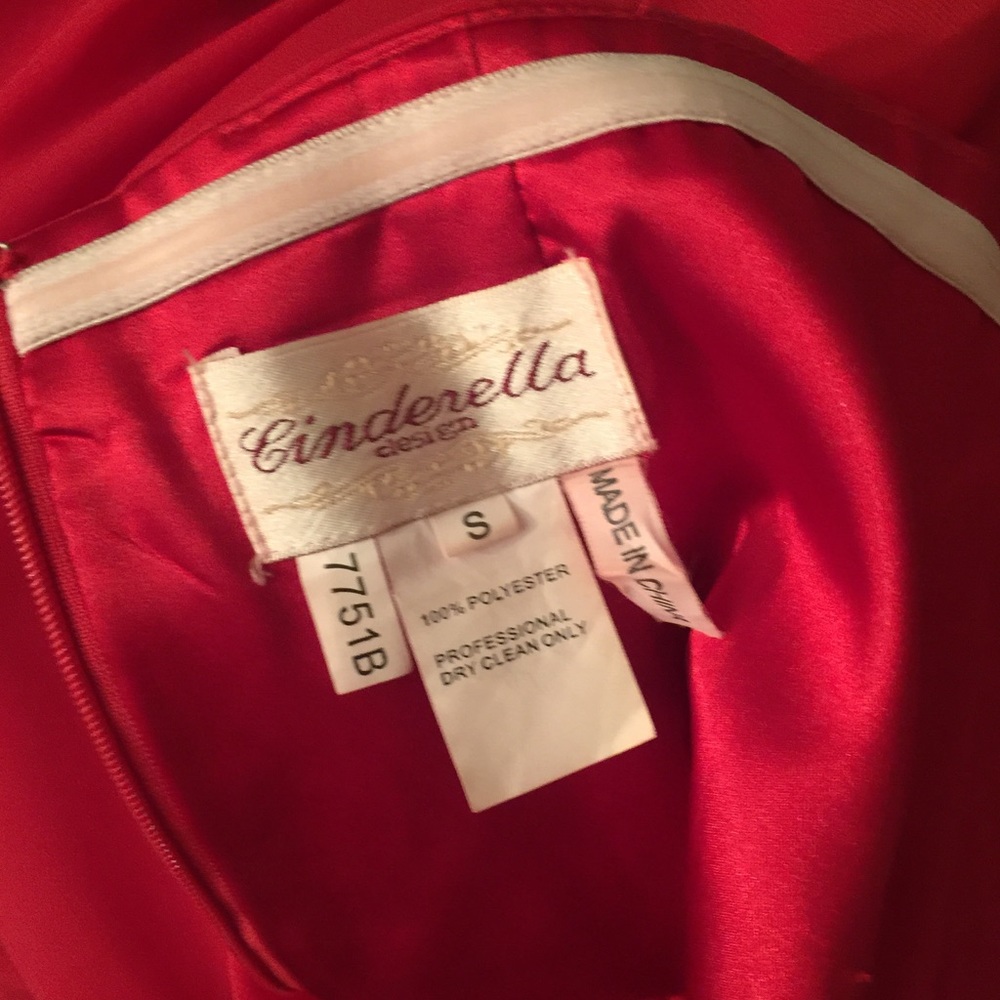 Cinderella
design
S
7751B
100% POLYESTER
PROFESSIONAL
DRY CLEAN ONLY
MADE IN CHINA